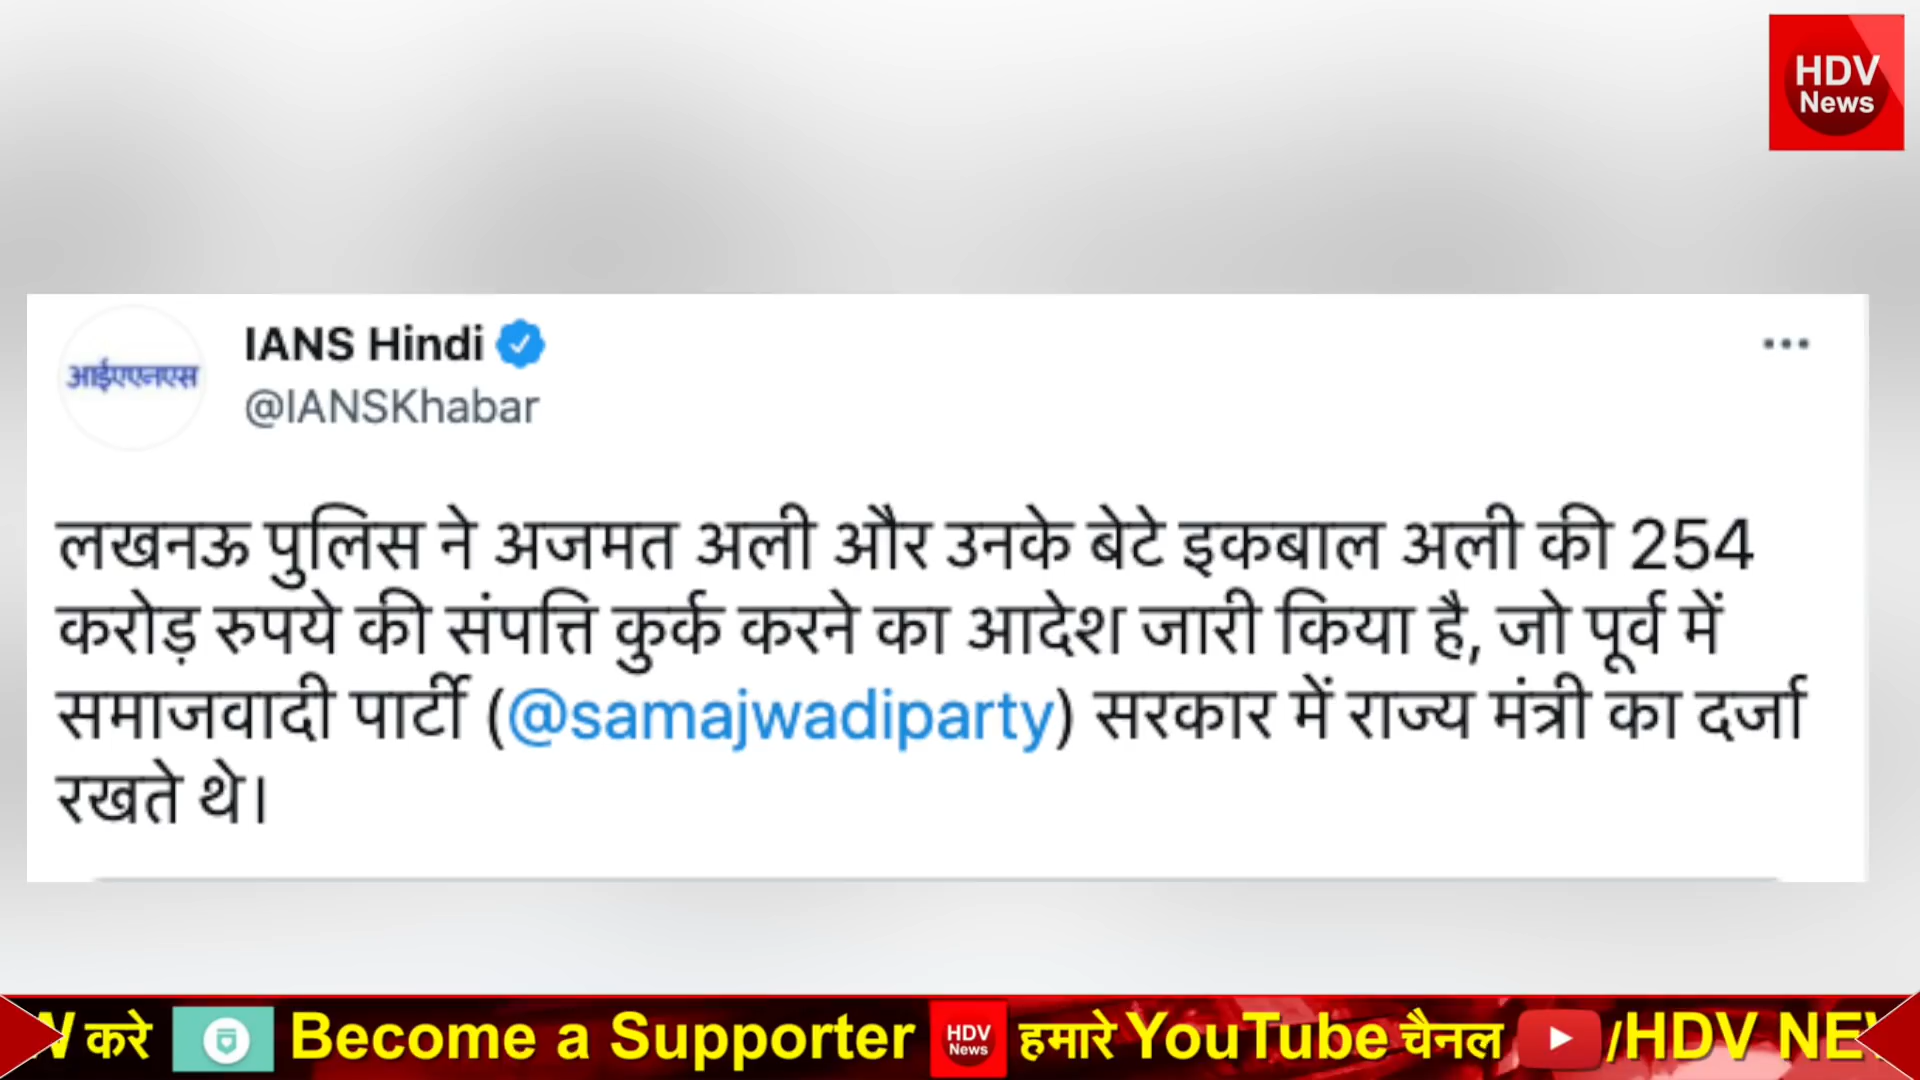 HDV
News
आईएएनएस
IANS Hindi
@IANSKhabar
लखनऊ पुलिस ने अजमत अली और उनके बेटे इकबाल अली की 254
करोड़ रुपये की संपत्ति कुर्क करने का आदेश जारी किया है, जो पूर्व में
समाजवादी पार्टी (@samajwadiparty) सरकार में राज्य मंत्री का दर्जा
रखते थे।
करे Become a Supporter HDV News हमारे YouTube चैनल /HDV